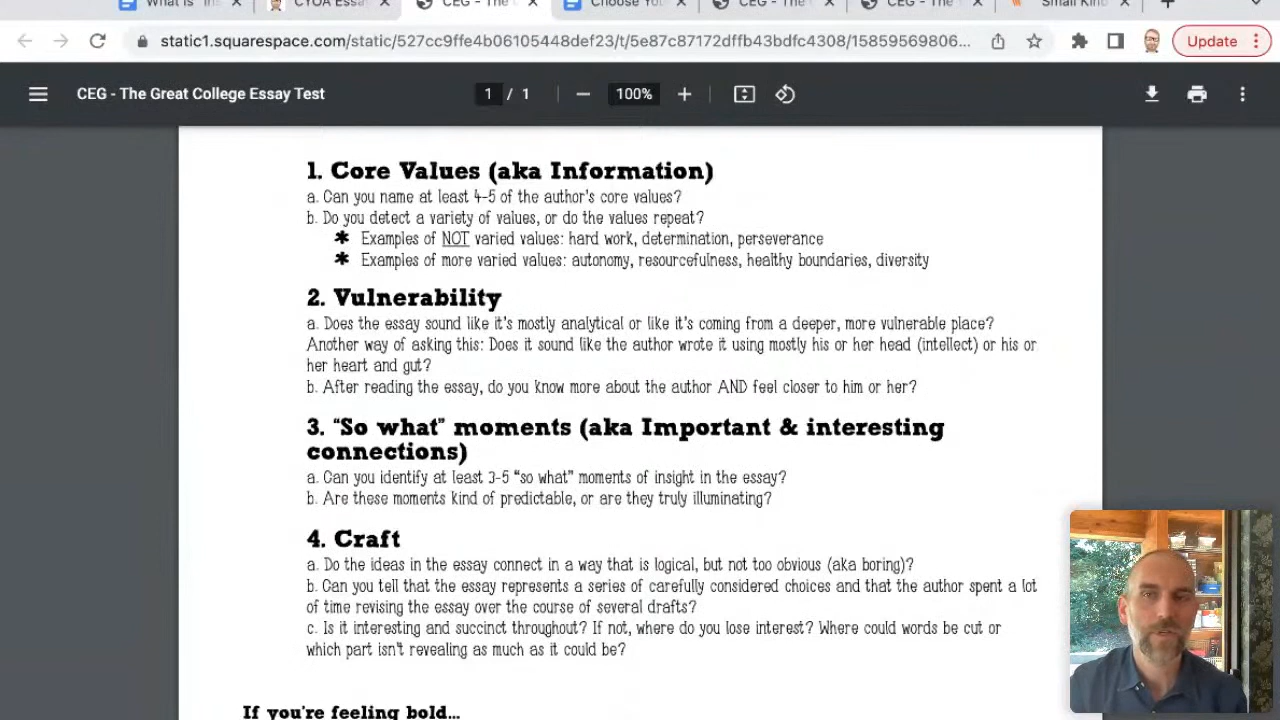 CYOA Essa
CEG - The
Choose You
CEG - The
CEG - The
Small Kind
static1.squarespace.com/static/527cc9ffe4b06105448def23/t/5e87c87172dffb43bdfc4308/15859569806...
Update
CEG - The Great College Essay Test
1 / 1
100%
1. Core Values (aka Information)
a. Can you name at least 4-5 of the author's core values?
b. Do you detect a variety of values, or do the values repeat?
✱ Examples of NOT varied values: hard work, determination, perseverance
✱ Examples of more varied values: autonomy, resourcefulness, healthy boundaries, diversity
2. Vulnerability
a. Does the essay sound like it's mostly analytical or like it's coming from a deeper, more vulnerable place?
Another way of asking this: Does it sound like the author wrote it using mostly his or her head (intellect) or his or
her heart and gut?
b. After reading the essay, do you know more about the author AND feel closer to him or her?
3. “So what” moments (aka Important & interesting
connections)
a. Can you identify at least 3-5 “so what” moments of insight in the essay?
b. Are these moments kind of predictable, or are they truly illuminating?
4. Craft
a. Do the ideas in the essay connect in a way that is logical, but not too obvious (aka boring)?
b. Can you tell that the essay represents a series of carefully considered choices and that the author spent a lot
of time revising the essay over the course of several drafts?
c. Is it interesting and succinct throughout? If not, where do you lose interest? Where could words be cut or
which part isn't revealing as much as it could be?
If you're feeling bold...